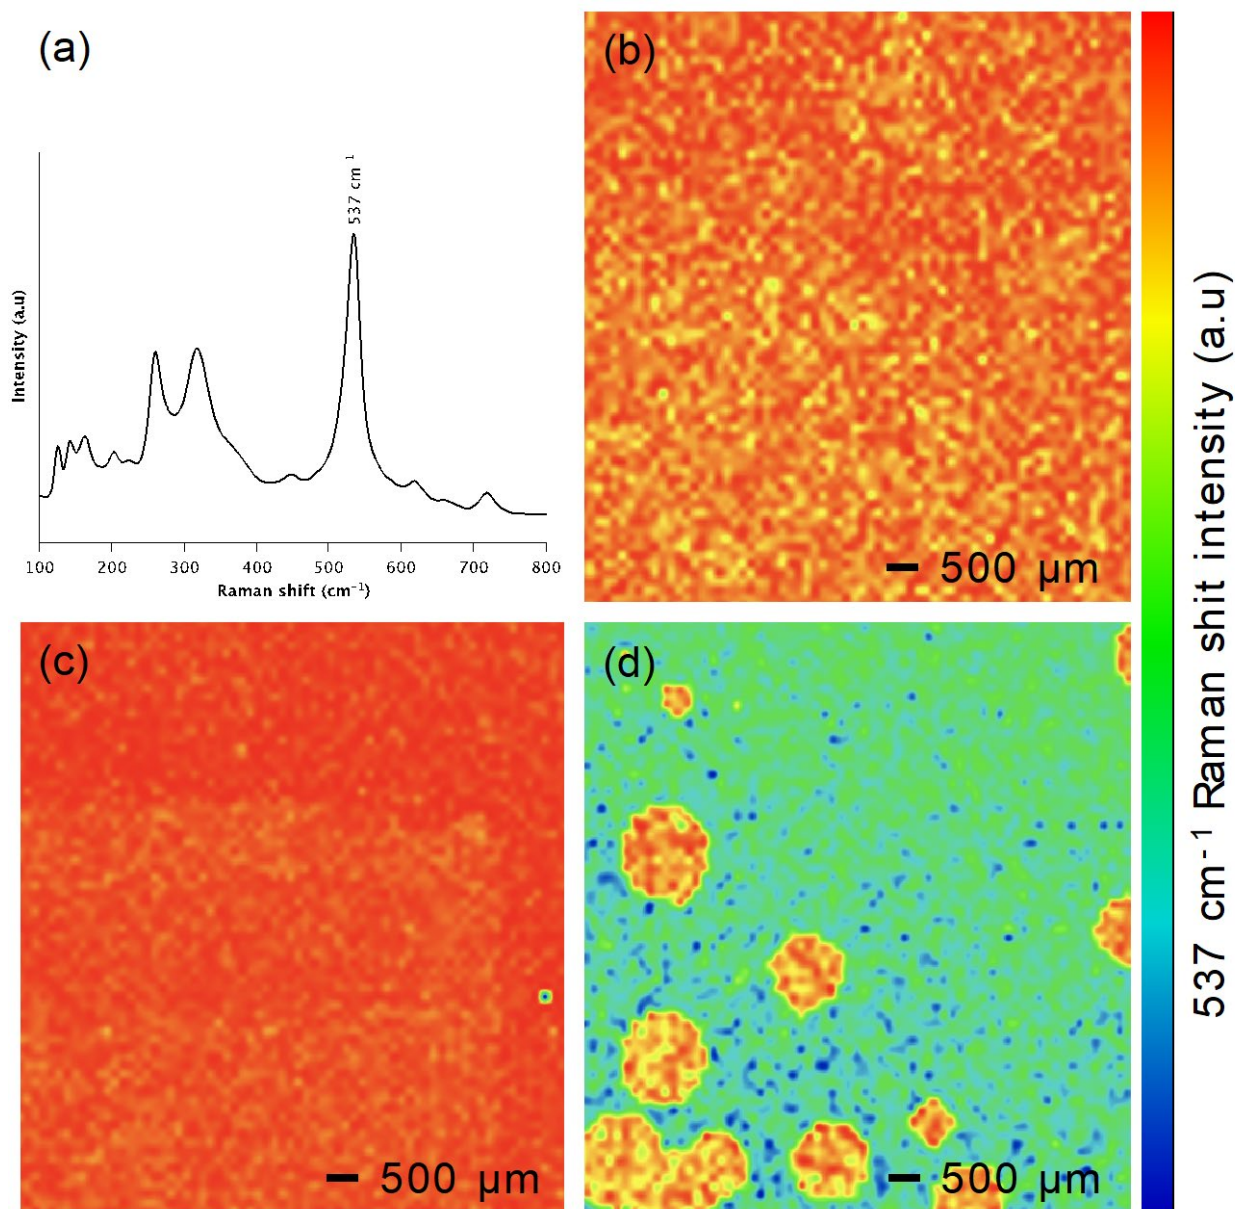 (a)
537 cm⁻¹
Intensity (a.u)
100 200 300 400 500 600 700 800
Raman shift (cm⁻¹)
(b)
500 µm
(c)
500 µm
(d)
500 µm
537 cm⁻¹ Raman shit intensity (a.u)